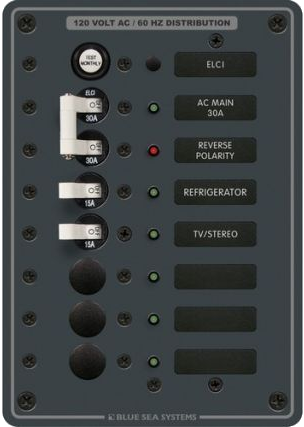 120 VOLT AC / 60 HZ DISTRIBUTION
TEST
MONTHLY
ELCI
ELCI
30A
AC MAIN
30A
30A
REVERSE
POLARITY
15A
REFRIGERATOR
15A
TV/STEREO
BLUE SEA SYSTEMS